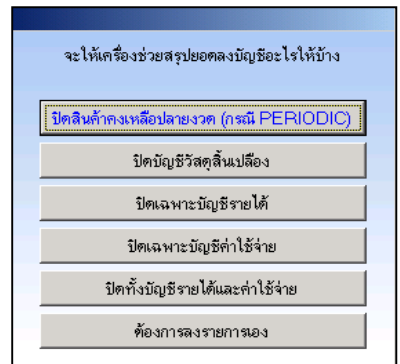 จะให้เครื่องช่วยสรุปยอดลงบัญชีอะไรให้บ้าง
ปิดสินค้าคงเหลือปลายงวด (กรณี PERIODIC)
ปิดบัญชีวัสดุสิ้นเปลือง
ปิดเฉพาะบัญชีรายได้
ปิดเฉพาะบัญชีค่าใช้จ่าย
ปิดทั้งบัญชีรายได้และค่าใช้จ่าย
ต้องการลงรายการเอง